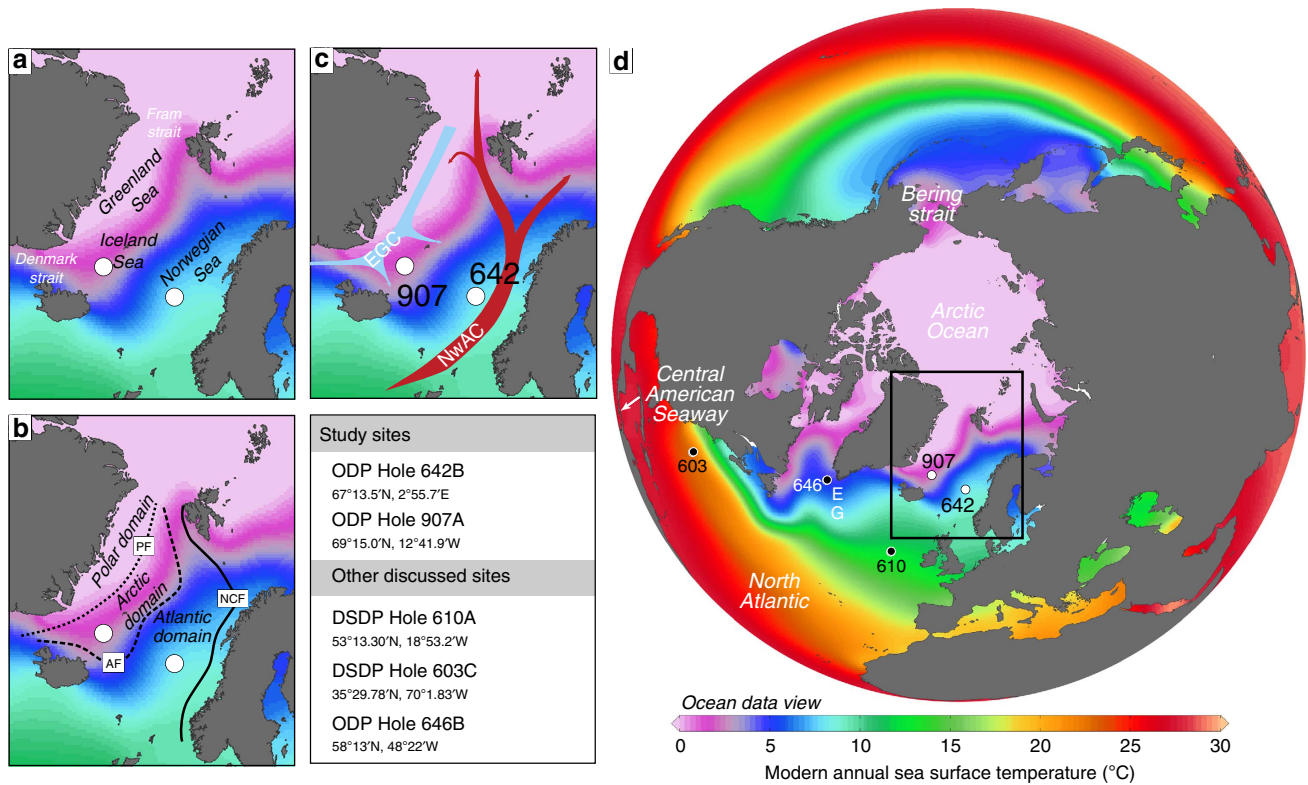 a
Fram
strait
Greenland
Sea
Iceland
Sea
Norwegian
Sea
Denmark
strait
c
EGC
907
642
NwAC
b
Polar domain
PF
Arctic
domain
Atlantic
domain
NCF
AF
Study sites
ODP Hole 642B
67°13.5′N, 2°55.7′E
ODP Hole 907A
69°15.0′N, 12°41.9′W
Other discussed sites
DSDP Hole 610A
53°13.30′N, 18°53.2′W
DSDP Hole 603C
35°29.78′N, 70°1.83′W
ODP Hole 646B
58°13′N, 48°22′W
d
Bering
strait
Arctic
Ocean
Central
American
Seaway
603
646
E
G
907
642
610
North
Atlantic
Ocean data view
0 5 10 15 20 25 30
Modern annual sea surface temperature (°C)